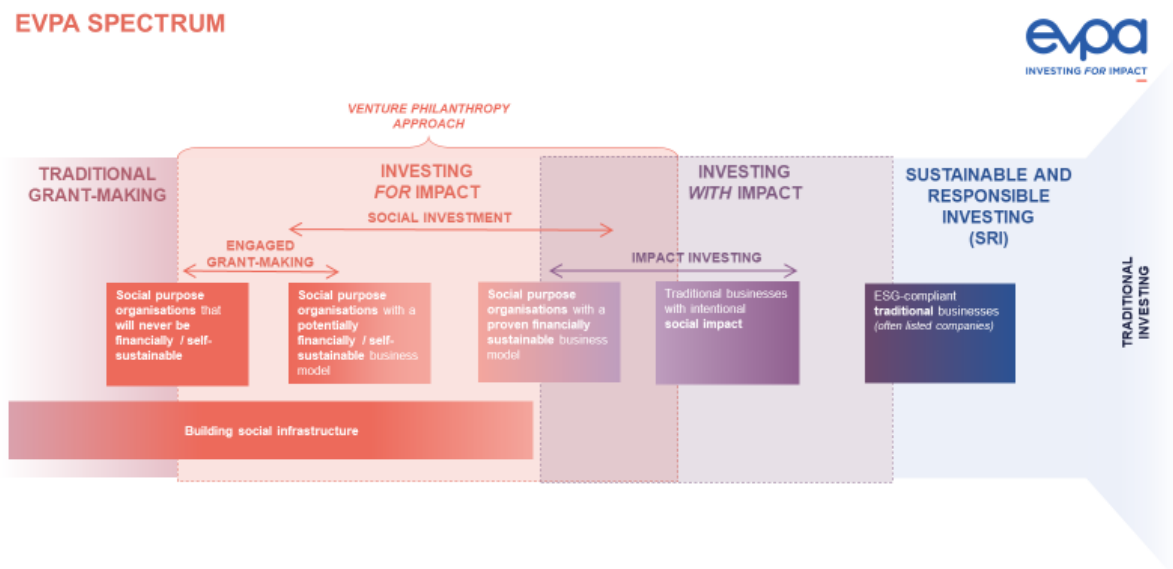 EVPA SPECTRUM
evpa
INVESTING FOR IMPACT
VENTURE PHILANTHROPY
APPROACH
TRADITIONAL
GRANT-MAKING
INVESTING
FOR IMPACT
INVESTING
WITH IMPACT
SUSTAINABLE AND
RESPONSIBLE
INVESTING
(SRI)
SOCIAL INVESTMENT
ENGAGED
GRANT-MAKING
IMPACT INVESTING
TRADITIONAL
INVESTING
Social purpose
organisations that
will never be
financially / self-
sustainable
Social purpose
organisations with a
potentially
financially / self-
sustainable business
model
Social purpose
organisations with a
proven financially
sustainable business
model
Traditional businesses
with intentional
social impact
ESG-compliant
traditional businesses
(often listed companies)
Building social infrastructure